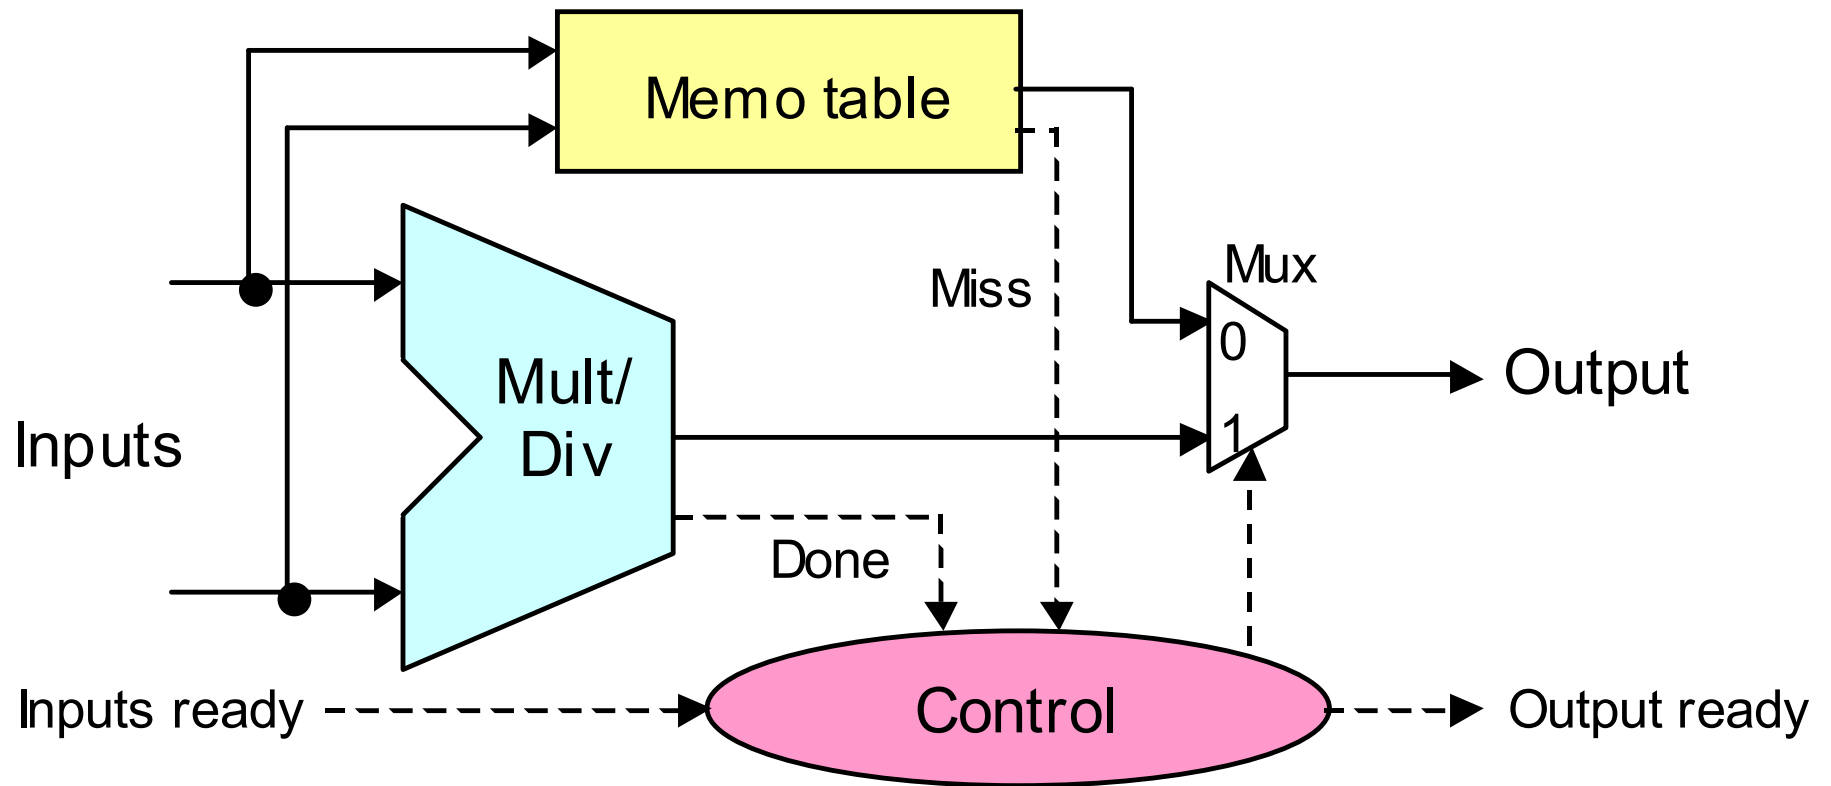 Memo table
Mux
Miss
0
Mult/
Div
Output
1
Inputs
Done
Inputs ready
Control
Output ready